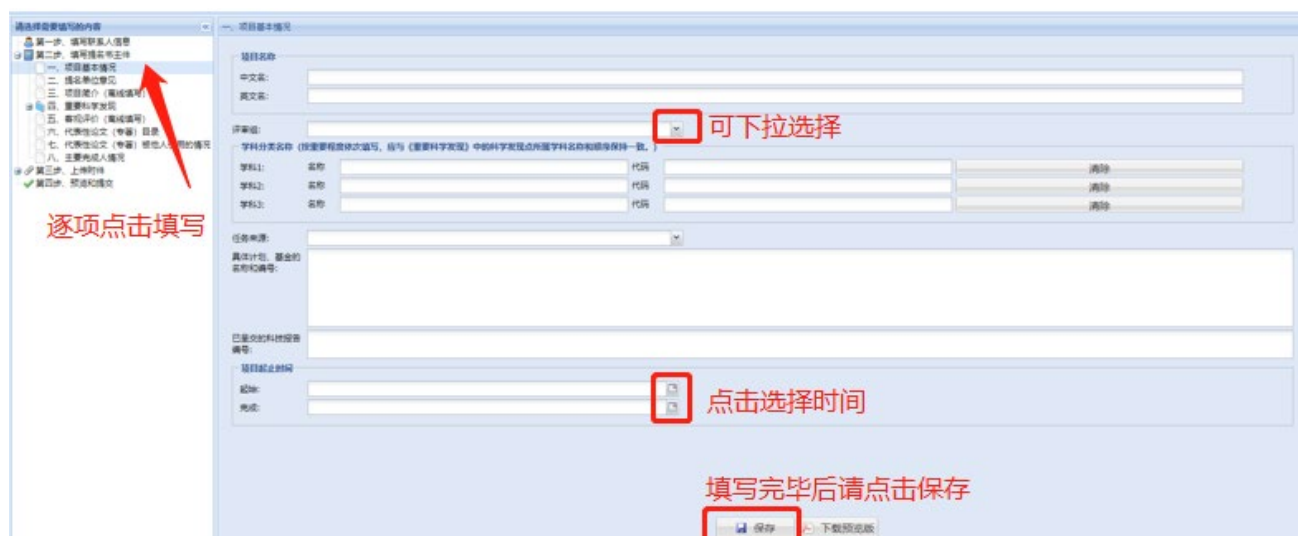 请选择需要填写的内容
第一步、填写联系人信息
第二步、填写提名书主件
一、项目基本情况
二、提名单位意见
三、项目简介（离线填写）
四、重要科学发现
五、客观评价（离线填写）
六、代表性论文（专著）目录
七、代表性论文（专著）被他人引用的情况
八、主要完成人情况
第三步、上传附件
第四步、预览和提交
逐项点击填写
一、项目基本情况
项目名称
中文名:
英文名:
评审组:
可下拉选择
学科分类名称（按重要程度依次填写，应与《重要科学发现》中的科学发现点所属学科名称和顺序保持一致。）
学科1: 名称 代码 清除
学科2: 名称 代码 清除
学科3: 名称 代码 清除
任务来源:
具体计划、基金的
名称和编号:
已呈交的科技报告
编号:
项目起止时间
起始:
完成:
点击选择时间
填写完毕后请点击保存
保存 下载预览版